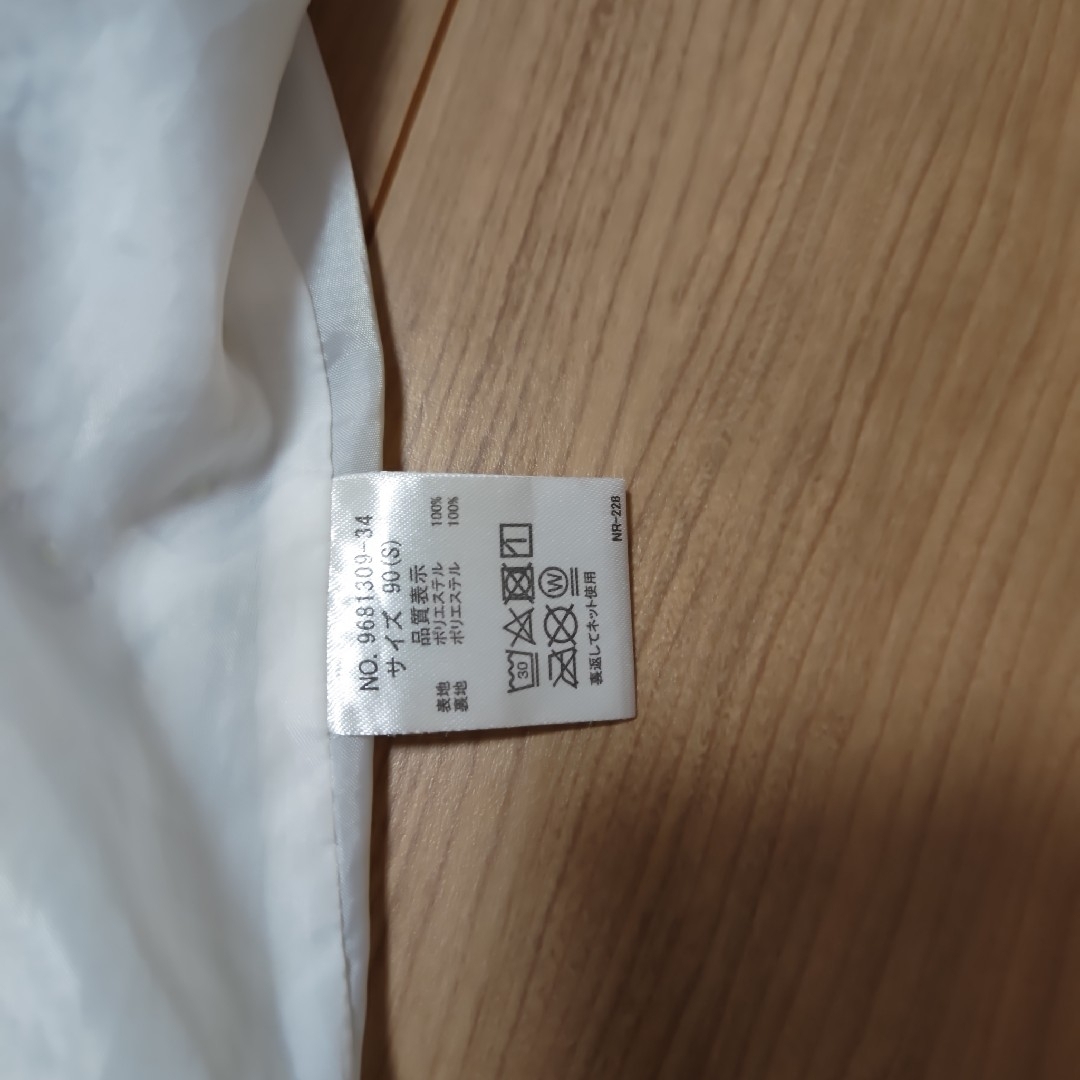 NO. 9681309-34
サイズ 90(S)
品質表示
表地 ポリエステル 100%
裏地 ポリエステル 100%
30
W
裏返してネット使用
NR-228